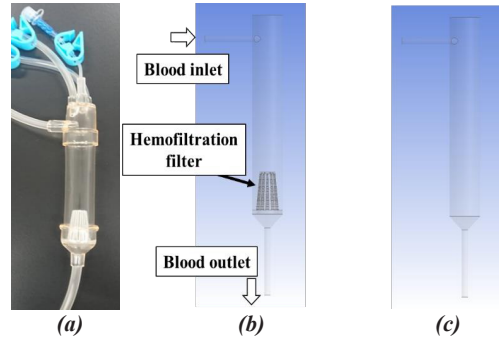 Blood inlet
Hemofiltration
filter
Blood outlet
(a)
(b)
(c)